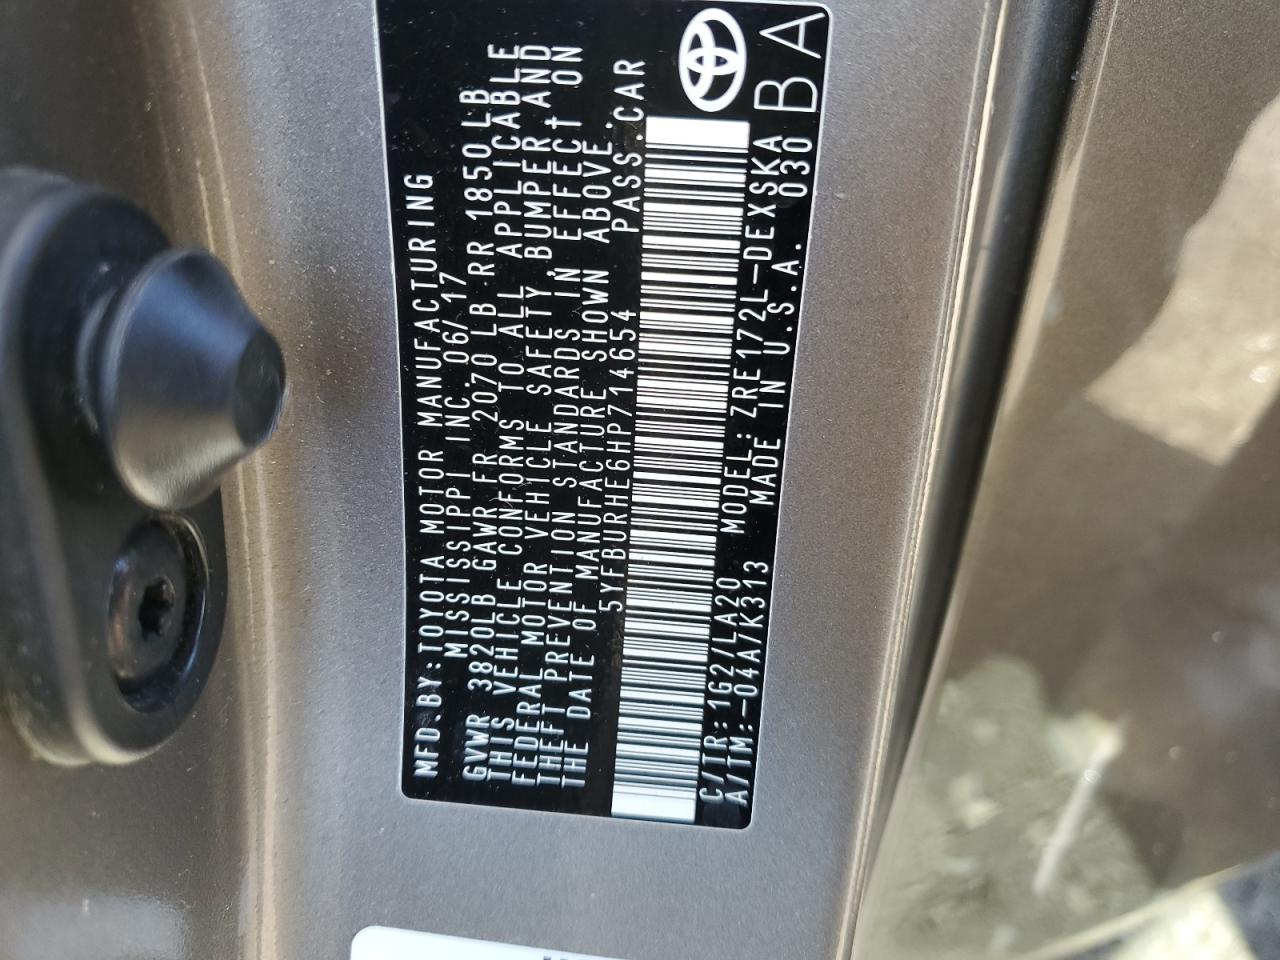 MFD.BY:TOYOTA MOTOR MANUFACTURING
MISSISSIPPI INC. 06/17
GVWR 3820LB GAWR FR 2070 LB RR 1850LB
THIS VEHICLE CONFORMS TO ALL APPLICABLE
FEDERAL MOTOR VEHICLE SAFETY, BUMPER AND
THEFT PREVENTION STANDARDS IN EFFECT ON
THE DATE OF MANUFACTURE SHOWN ABOVE.
5YFBURHE6HP714654 PASS.CAR
C/TR:1G2/LA20 MODEL:ZRE172L-DEXSKA
A/TM:-04A/K313 MADE IN U.S.A. 030
BA